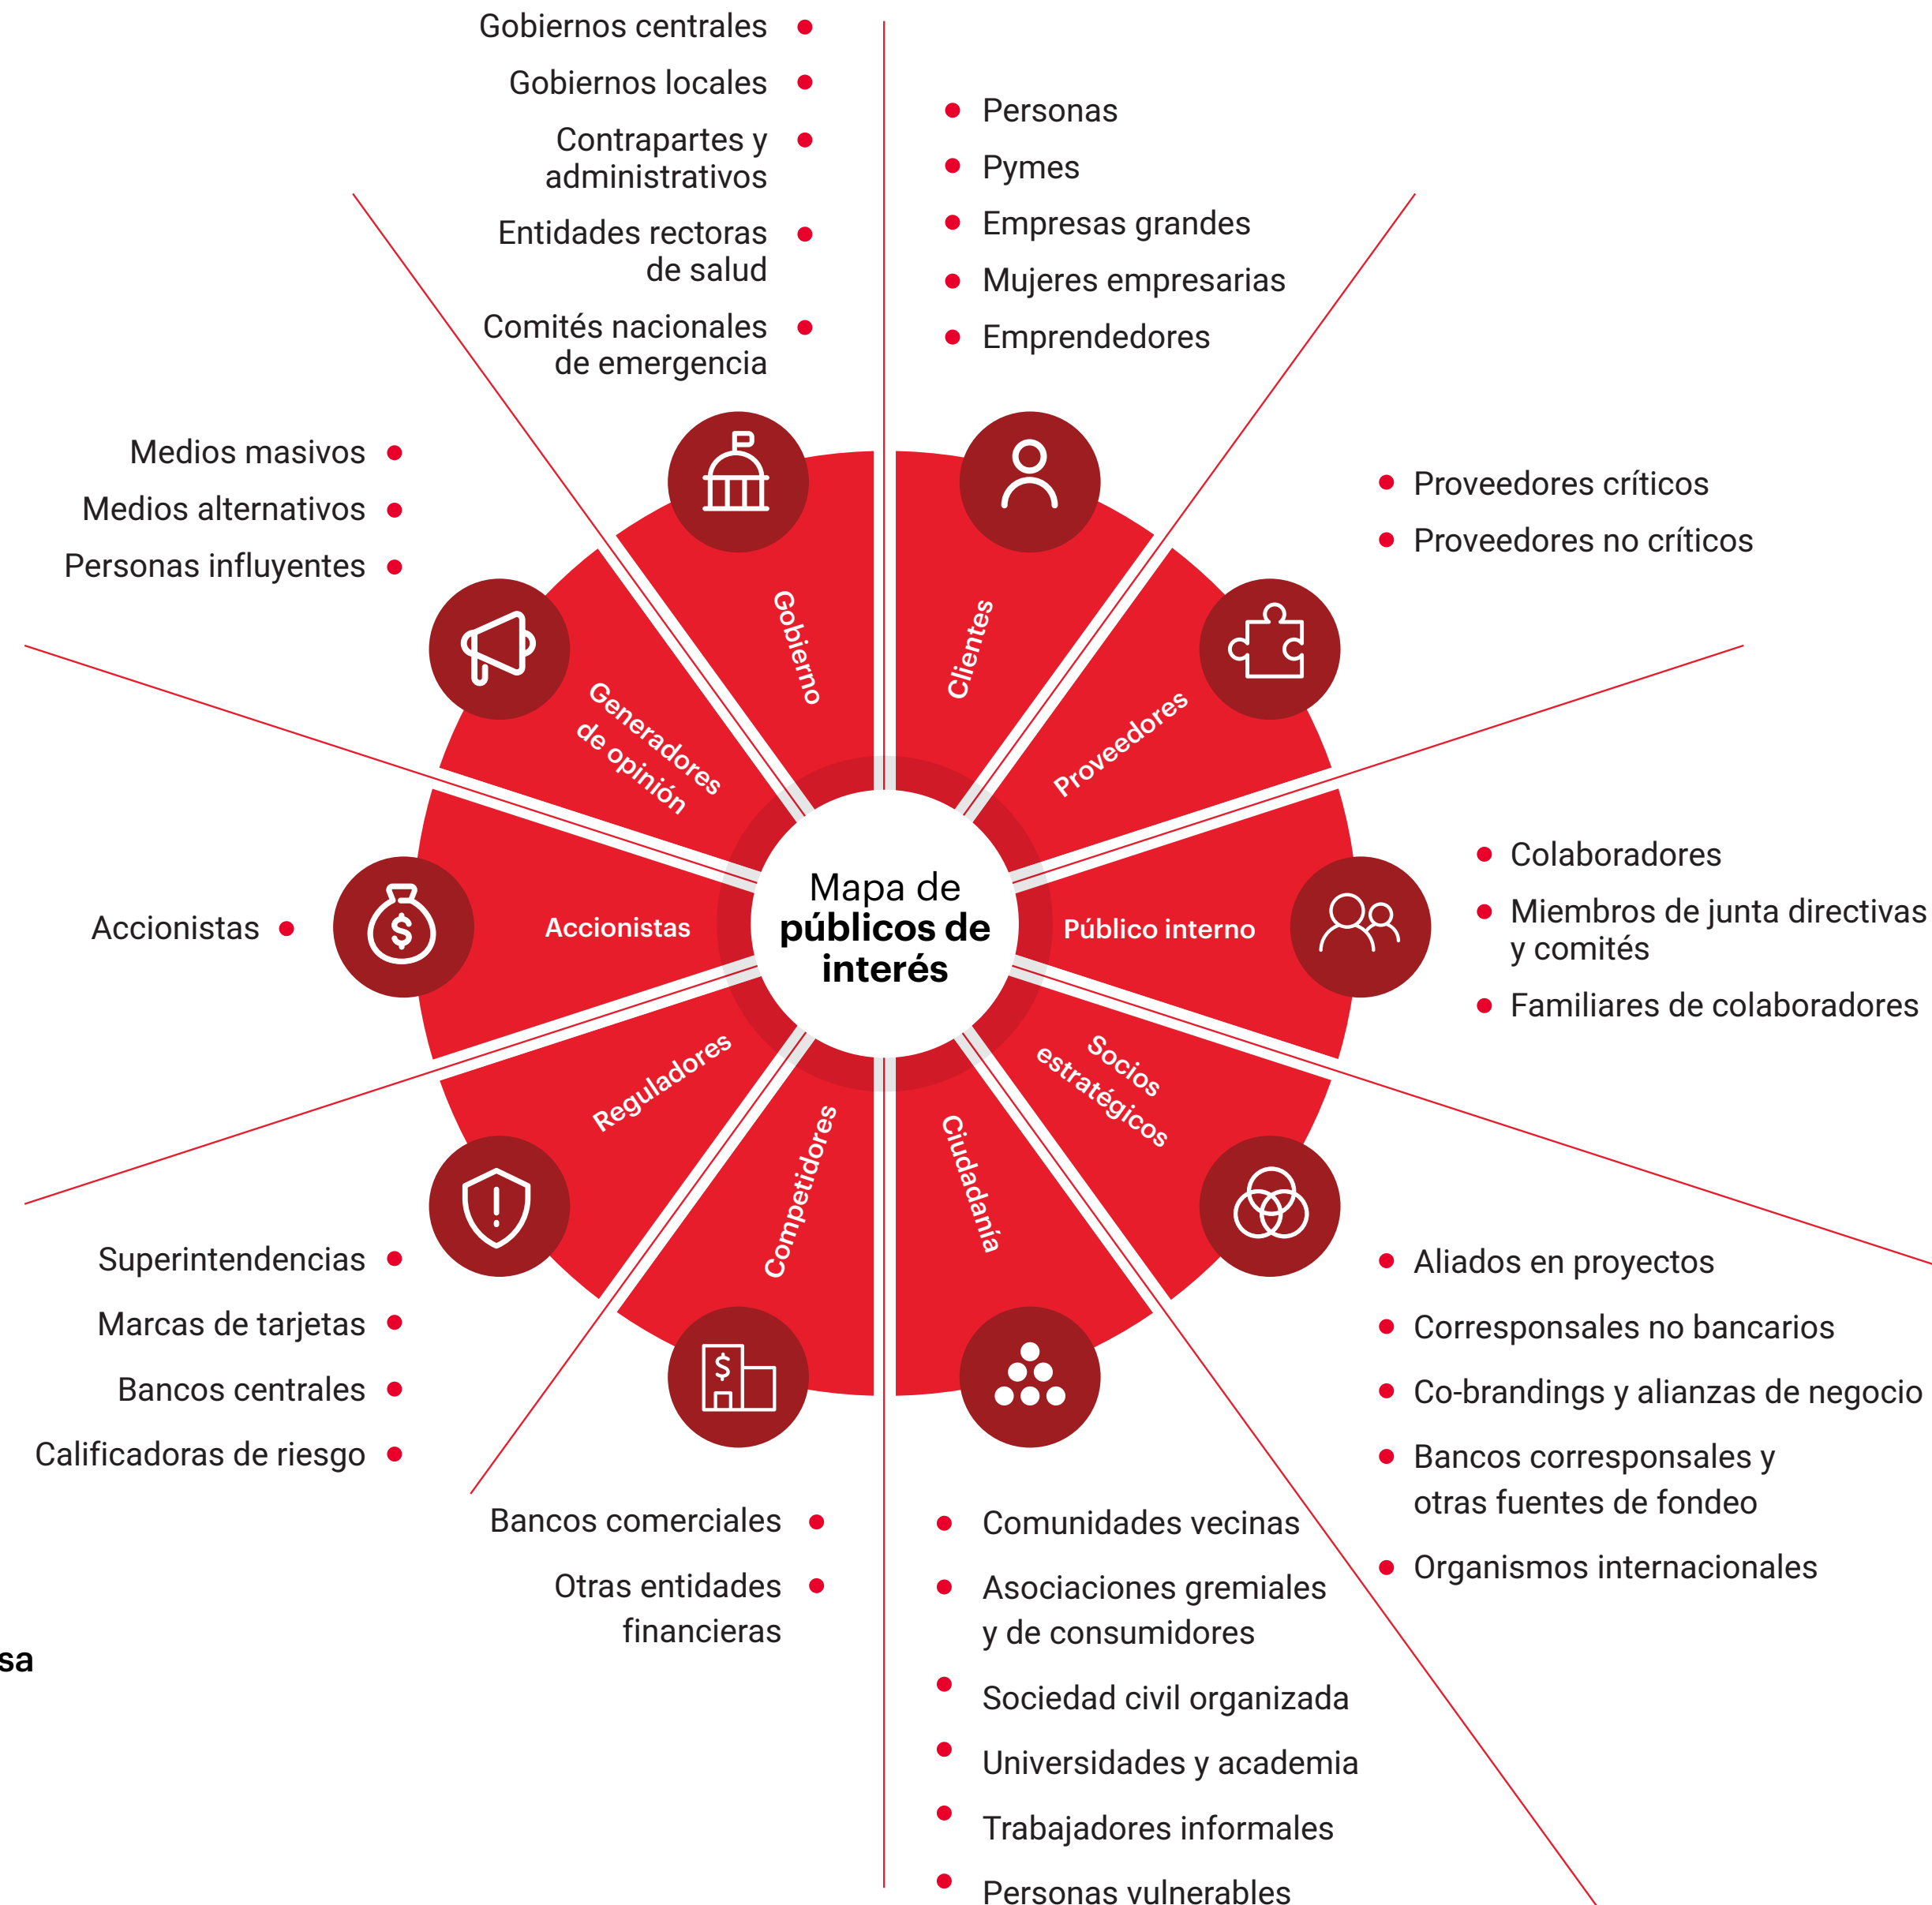 Gobiernos centrales
Gobiernos locales
Contrapartes y
administrativos
Entidades rectoras
de salud
Comités nacionales
de emergencia
Personas
Pymes
Empresas grandes
Mujeres empresarias
Emprendedores
Medios masivos
Medios alternativos
Personas influyentes
Proveedores críticos
Proveedores no críticos
Gobierno
Clientes
Generadores
de opinión
Proveedores
Accionistas
Accionistas
Mapa de
públicos de
interés
Público interno
Colaboradores
Miembros de junta directivas
y comités
Familiares de colaboradores
Reguladores
Competidores
Ciudadanía
Socios
estratégicos
Superintendencias
Marcas de tarjetas
Bancos centrales
Calificadoras de riesgo
Aliados en proyectos
Corresponsales no bancarios
Co-brandings y alianzas de negocio
Bancos corresponsales y
otras fuentes de fondeo
Organismos internacionales
Bancos comerciales
Otras entidades
financieras
Comunidades vecinas
Asociaciones gremiales
y de consumidores
Sociedad civil organizada
Universidades y academia
Trabajadores informales
Personas vulnerables
sa